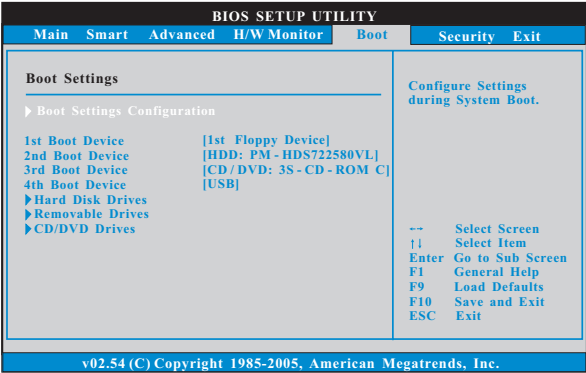 BIOS SETUP UTILITY
Main Smart Advanced H/W Monitor Boot Security Exit
Boot Settings
Boot Settings Configuration
1st Boot Device [1st Floppy Device]
2nd Boot Device [HDD: PM - HDS722580VL]
3rd Boot Device [CD / DVD: 3S - CD - ROM C]
4th Boot Device [USB]
Hard Disk Drives
Removable Drives
CD/DVD Drives
Configure Settings
during System Boot.
←→ Select Screen
↑↓ Select Item
Enter Go to Sub Screen
F1 General Help
F9 Load Defaults
F10 Save and Exit
ESC Exit
v02.54 (C) Copyright 1985-2005, American Megatrends, Inc.